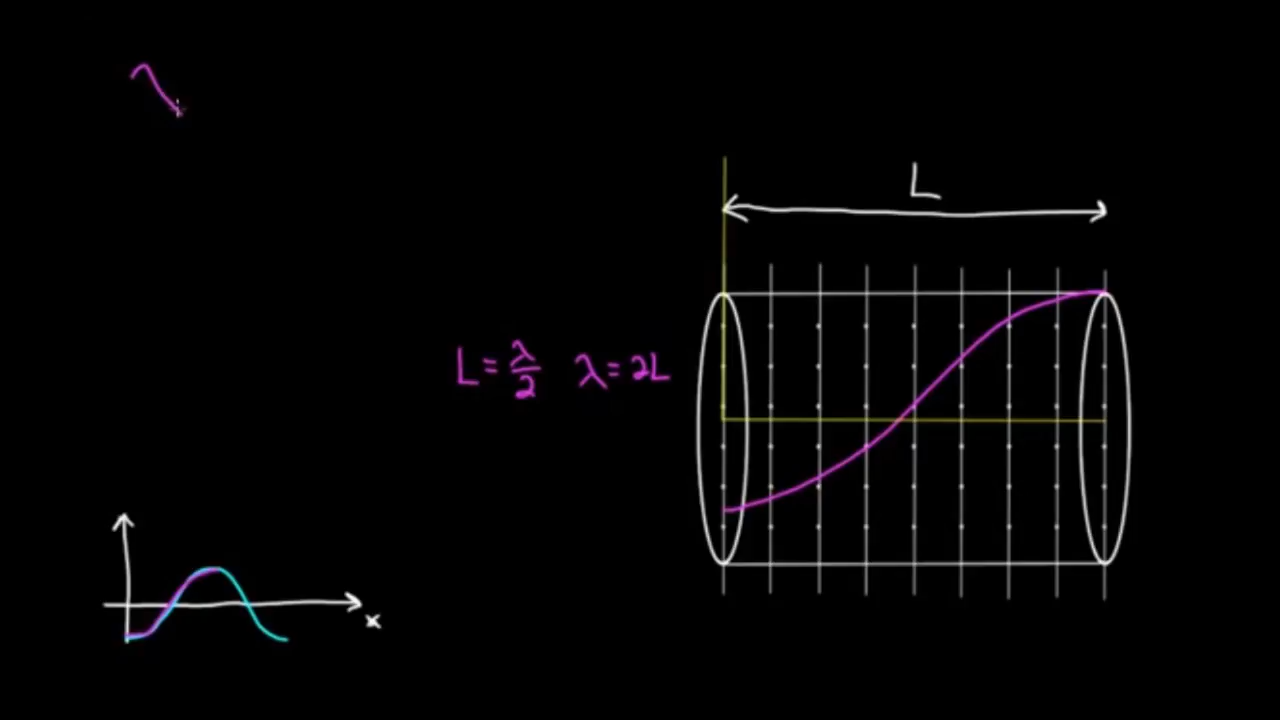 L
L = λ/2 λ = 2L
x